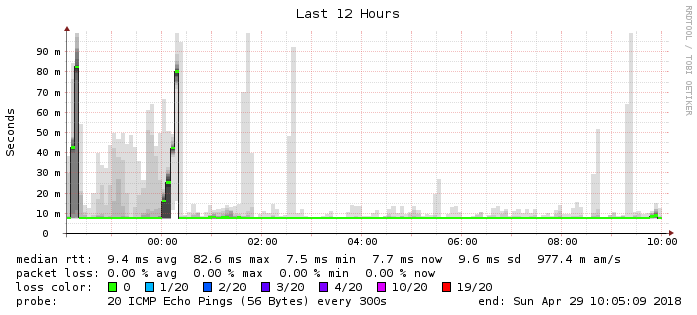 Last 12 Hours
RRDTOOL / TOBI OETIKER
Seconds
90 m
80 m
70 m
60 m
50 m
40 m
30 m
20 m
10 m
0
00:00 02:00 04:00 06:00 08:00 10:00
median rtt: 9.4 ms avg 82.6 ms max 7.5 ms min 7.7 ms now 9.6 ms sd 977.4 m am/s
packet loss: 0.00 % avg 0.00 % max 0.00 % min 0.00 % now
loss color: 0 1/20 2/20 3/20 4/20 10/20 19/20
probe: 20 ICMP Echo Pings (56 Bytes) every 300s end: Sun Apr 29 10:05:09 2018